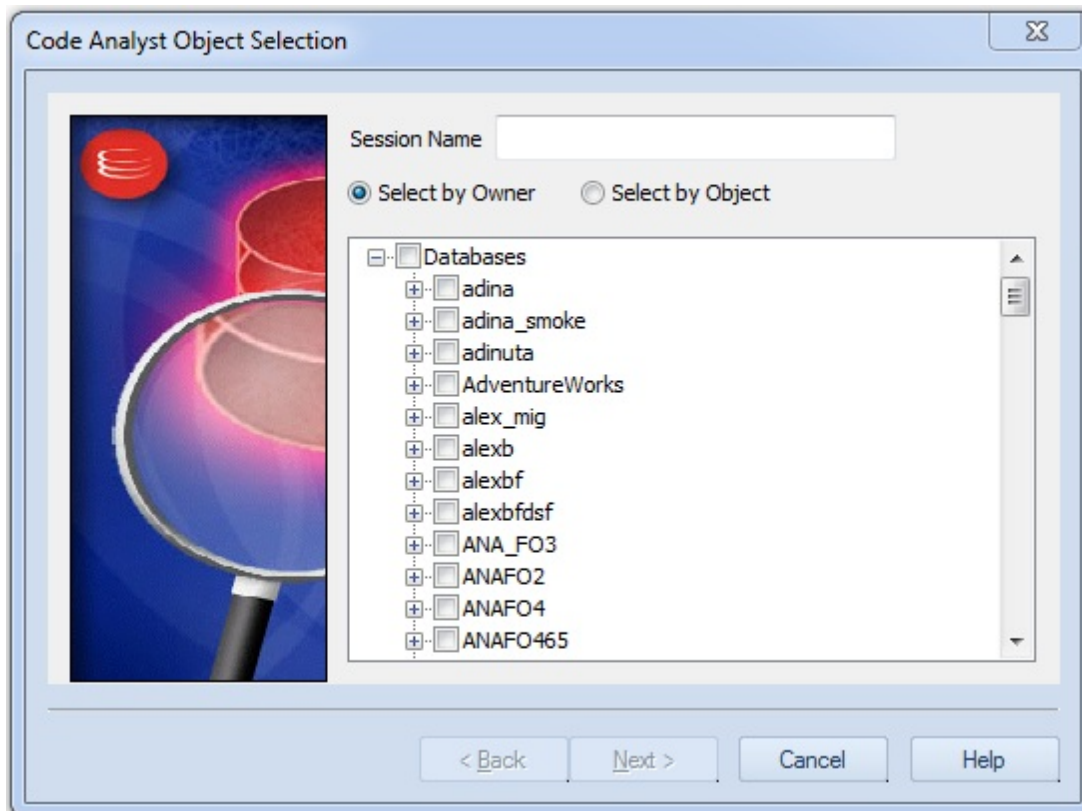 Code Analyst Object Selection
Session Name
Select by Owner Select by Object
Databases
adina
adina_smoke
adinuta
AdventureWorks
alex_mig
alexb
alexbf
alexbfdsf
ANA_FO3
ANAFO2
ANAFO4
ANAFO465
< Back Next > Cancel Help